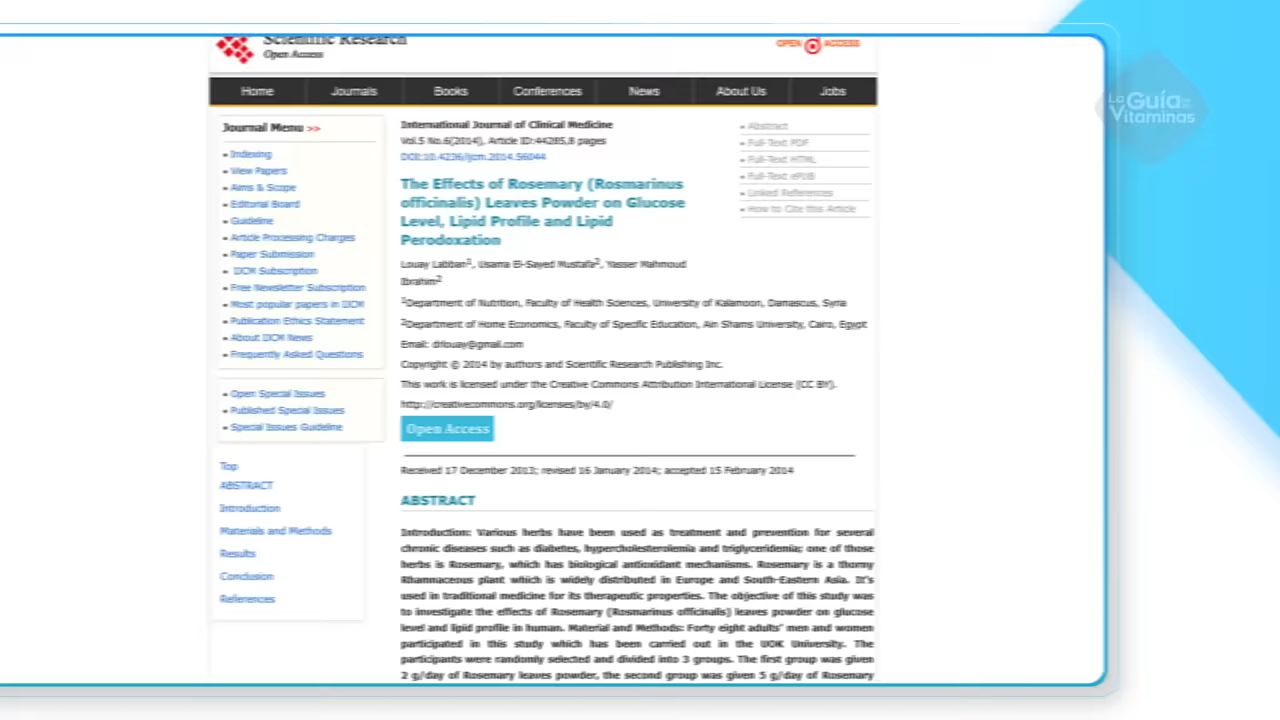 Scientific Research
Open Access
OPEN ACCESS
La Guía
Vitaminas
Home Journals Books Conferences News About Us Jobs
Journal Menu >>
Indexing
View Papers
Aims & Scope
Editorial Board
Guideline
Article Processing Charges
Paper Submission
IJCM Subscription
Free Newsletter Subscription
Most popular papers in IJCM
Publication Ethics Statement
About IJCM News
Frequently Asked Questions
Open Special Issues
Published Special Issues
Special Issues Guideline
Top
ABSTRACT
Introduction
Materials and Methods
Results
Conclusion
References
International Journal of Clinical Medicine
Vol.5 No.6(2014), Article ID:44285,8 pages
DOI:10.4236/ijcm.2014.56044
The Effects of Rosemary (Rosmarinus
officinalis) Leaves Powder on Glucose
Level, Lipid Profile and Lipid
Perodoxation
Louay Labban1, Usama El-Sayed Mustafa2, Yasser Mahmoud
Ibrahim2
1Department of Nutrition, Faculty of Health Sciences, University of Kalamoon, Damascus, Syria
2Department of Home Economics, Faculty of Specific Education, Ain Shams University, Cairo, Egypt
Email: drlouay@gmail.com
Copyright © 2014 by authors and Scientific Research Publishing Inc.
This work is licensed under the Creative Commons Attribution International License (CC BY).
http://creativecommons.org/licenses/by/4.0/
Open Access
Received 17 December 2013; revised 16 January 2014; accepted 15 February 2014
ABSTRACT
Introduction: Various herbs have been used as treatment and prevention for several
chronic diseases such as diabetes, hypercholesterolemia and triglyceridemia; one of those
herbs is Rosemary, which has biological antioxidant mechanisms. Rosemary is a thorny
Rhamnaceous plant which is widely distributed in Europe and South-Eastern Asia. It's
used in traditional medicine for its therapeutic properties. The objective of this study was
to investigate the effects of Rosemary (Rosmarinus officinalis) leaves powder on glucose
level and lipid profile in human. Material and Methods: Forty eight adults' men and women
participated in this study which has been carried out in the UOK University. The
participants were randomly selected and divided into 3 groups. The first group was given
2 g/day of Rosemary leaves powder, the second group was given 5 g/day of Rosemary
Abstract
Full-Text PDF
Full-Text HTML
Full-Text ePUB
Linked References
How to Cite this Article